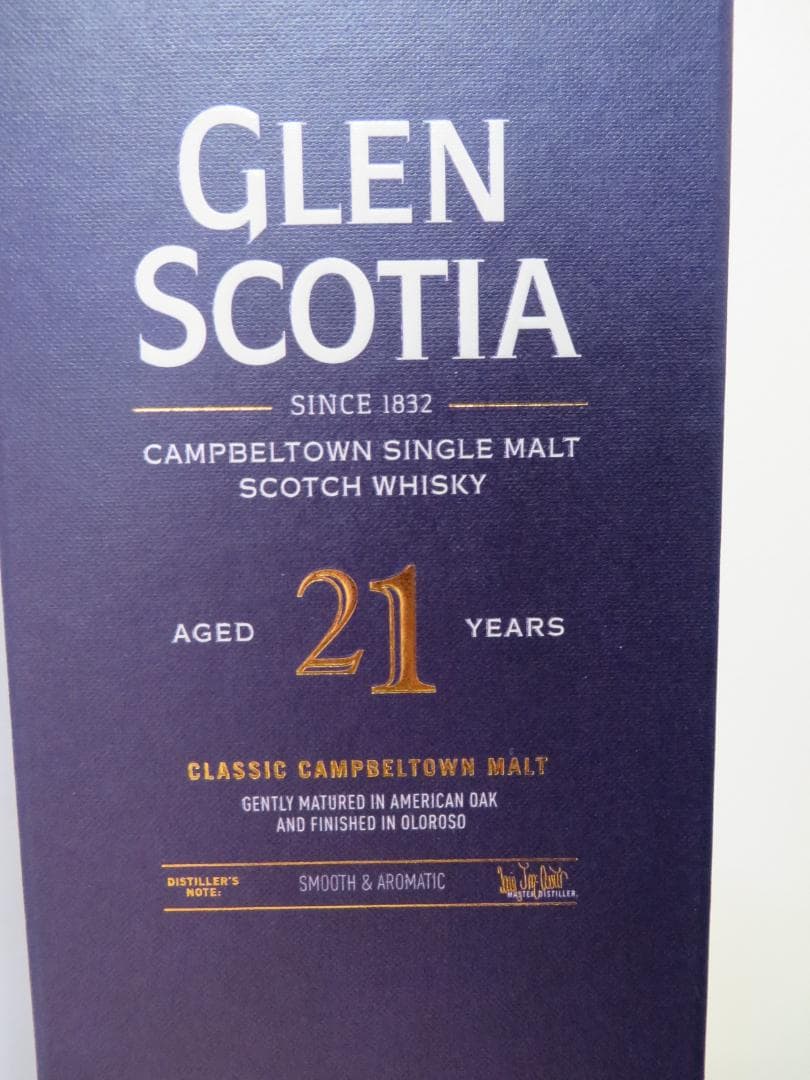 GLEN
SCOTIA
SINCE 1832
CAMPBELTOWN SINGLE MALT
SCOTCH WHISKY
AGED 21 YEARS
CLASSIC CAMPBELTOWN MALT
GENTLY MATURED IN AMERICAN OAK
AND FINISHED IN OLOROSO
DISTILLER'S
NOTE:
SMOOTH & AROMATIC
MASTER DISTILLER